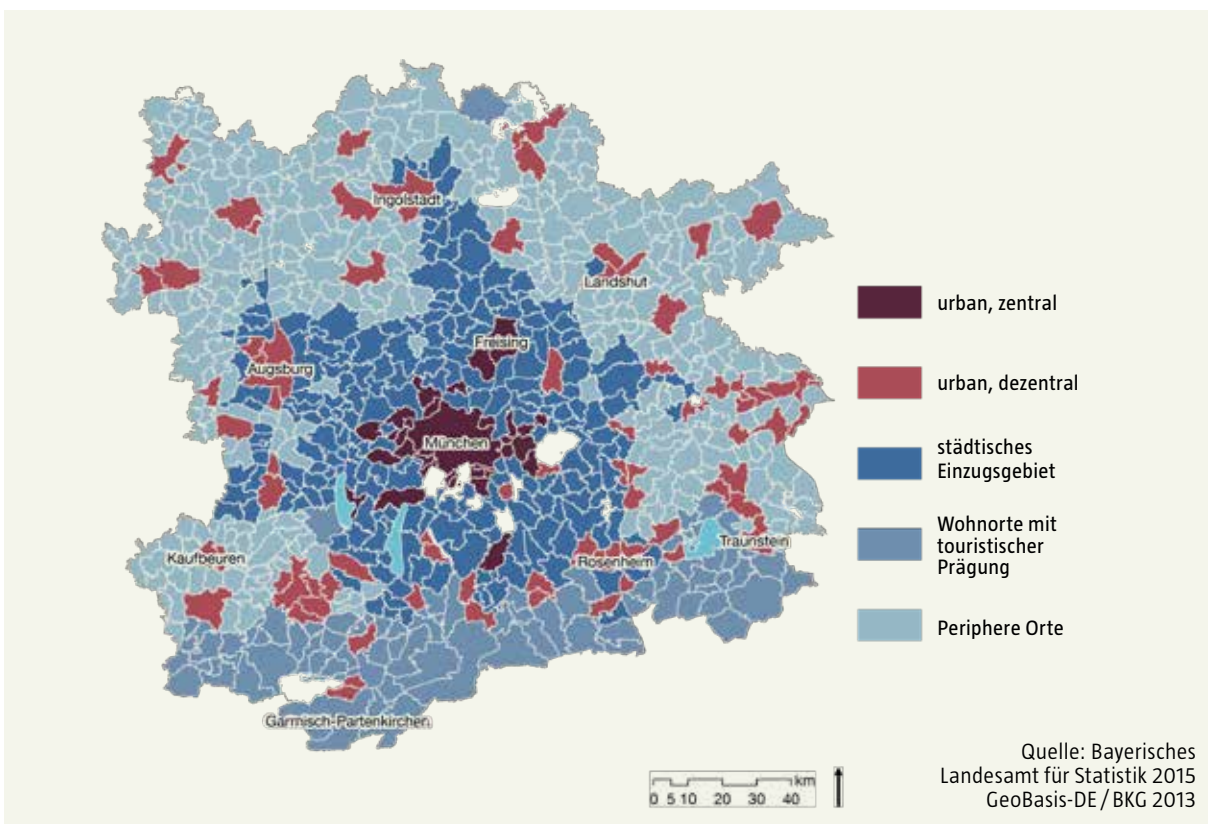 Ingolstadt
Landshut
Freising
Augsburg
München
Kaufbeuren
Rosenheim
Traunstein
Garmisch-Partenkirchen
urban, zentral
urban, dezentral
städtisches
Einzugsgebiet
Wohnorte mit
touristischer
Prägung
Periphere Orte
km
0 5 10 20 30 40
Quelle: Bayerisches
Landesamt für Statistik 2015
GeoBasis-DE / BKG 2013